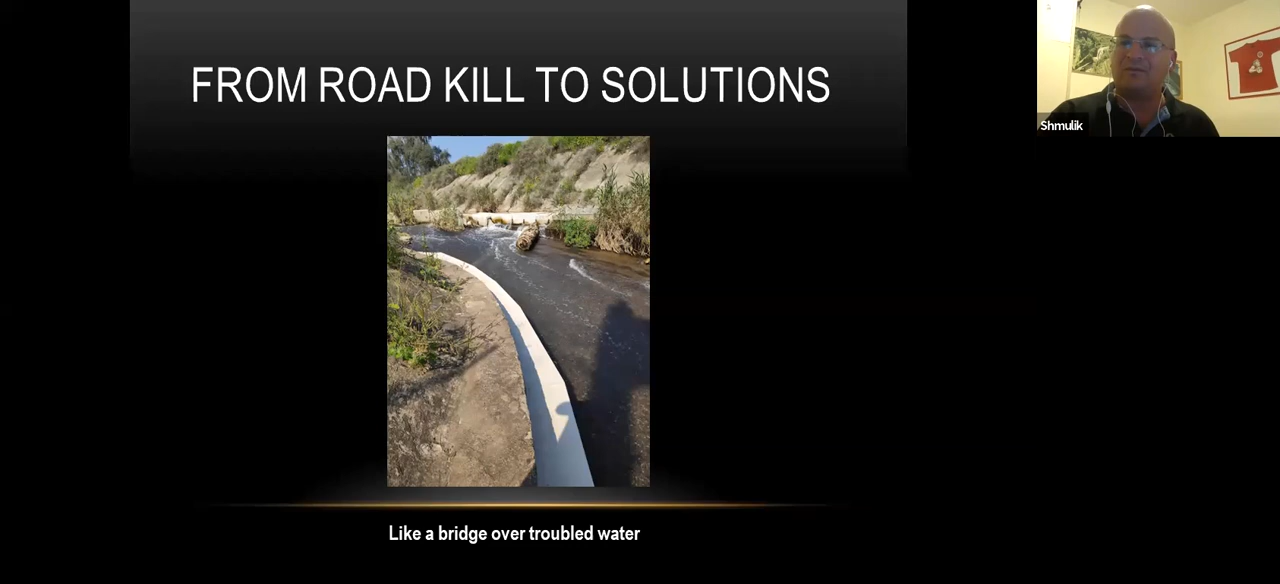 FROM ROAD KILL TO SOLUTIONS
Shmulik
Like a bridge over troubled water